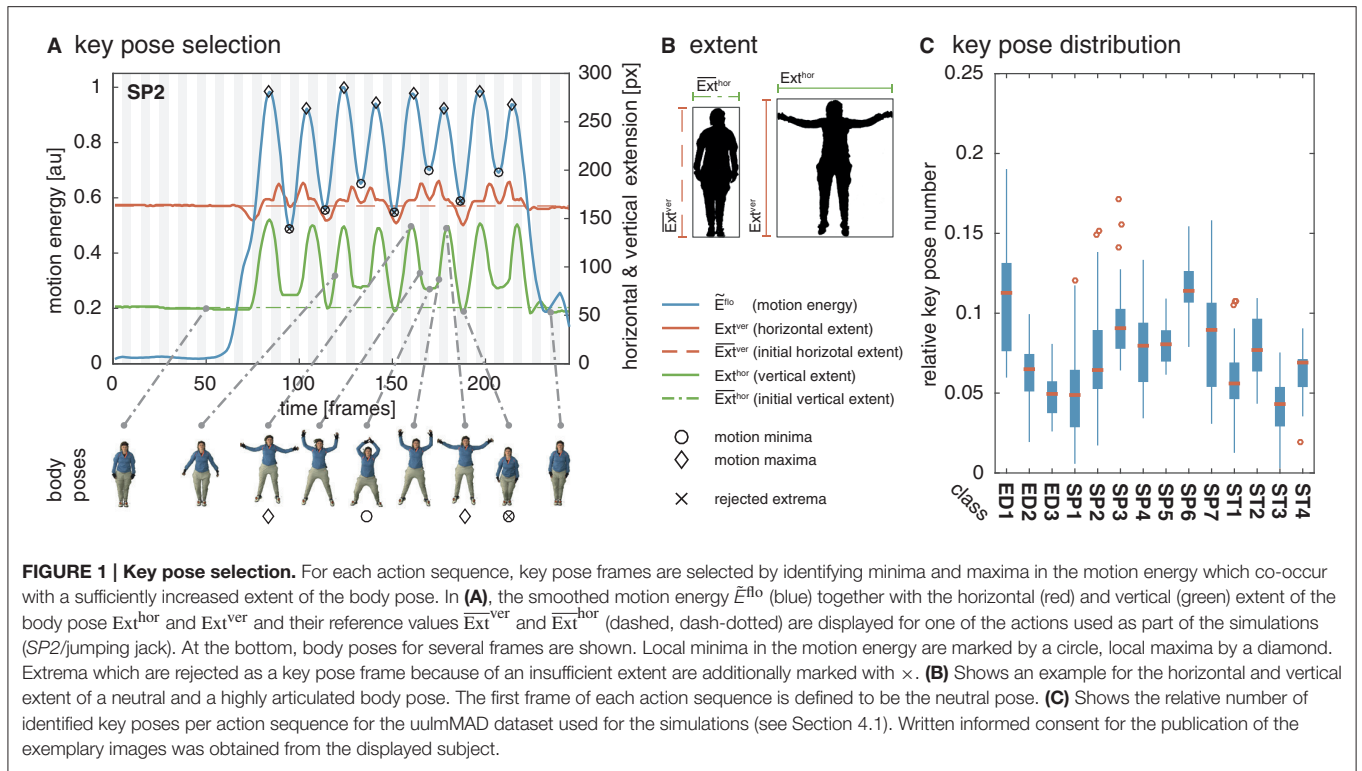 A key pose selection
SP2
motion energy [au]
1
0.8
0.6
0.4
0.2
0
300
250
200
150
100
50
0
horizontal & vertical extension [px]
0
50
100
150
200
time [frames]
body poses
B extent
Ext^hor
Ext^hor
Ext^ver
Ext^ver
Ẽ^flo (motion energy)
Ext^ver (horizontal extent)
E̅x̅t̅^ver (initial horizotal extent)
Ext^hor (vertical extent)
E̅x̅t̅^hor (initial vertical extent)
motion minima
motion maxima
rejected extrema
C key pose distribution
relative key pose number
0.25
0.2
0.15
0.1
0.05
0
class
ED1
ED2
ED3
SP1
SP2
SP3
SP4
SP5
SP6
SP7
ST1
ST2
ST3
ST4
FIGURE 1 | Key pose selection. For each action sequence, key pose frames are selected by identifying minima and maxima in the motion energy which co-occur
with a sufficiently increased extent of the body pose. In (A), the smoothed motion energy Ẽ^flo (blue) together with the horizontal (red) and vertical (green) extent of the
body pose Ext^hor and Ext^ver and their reference values E̅x̅t̅^ver and E̅x̅t̅^hor (dashed, dash-dotted) are displayed for one of the actions used as part of the simulations
(SP2/jumping jack). At the bottom, body poses for several frames are shown. Local minima in the motion energy are marked by a circle, local maxima by a diamond.
Extrema which are rejected as a key pose frame because of an insufficient extent are additionally marked with ×. (B) Shows an example for the horizontal and vertical
extent of a neutral and a highly articulated body pose. The first frame of each action sequence is defined to be the neutral pose. (C) Shows the relative number of
identified key poses per action sequence for the uulmMAD dataset used for the simulations (see Section 4.1). Written informed consent for the publication of the
exemplary images was obtained from the displayed subject.